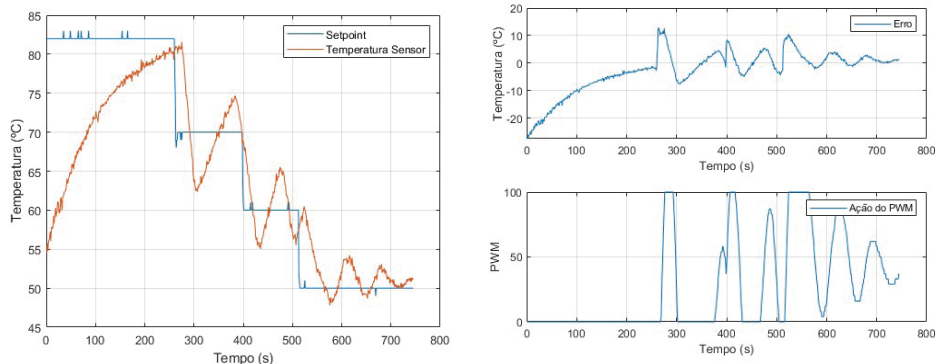 85
80
75
70
65
60
55
50
45
0 100 200 300 400 500 600 700 800
Temperatura (ºC)
Tempo (s)
Setpoint
Temperatura Sensor
20
10
0
-10
-20
0 100 200 300 400 500 600 700 800
Temperatura (ºC)
Tempo (s)
Erro
100
50
0
0 100 200 300 400 500 600 700 800
PWM
Tempo (s)
Ação do PWM